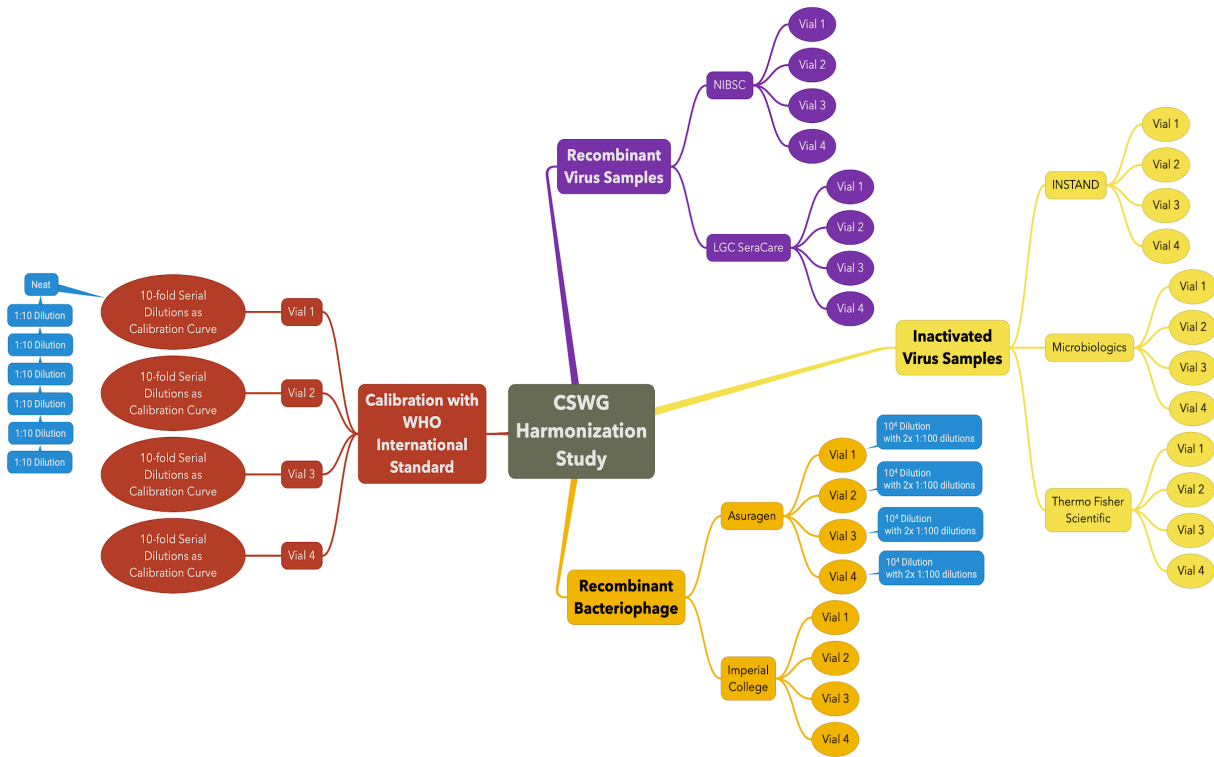 CSWG
Harmonization
Study
Recombinant
Virus Samples
NIBSC
Vial 1
Vial 2
Vial 3
Vial 4
LGC SeraCare
Vial 1
Vial 2
Vial 3
Vial 4
Inactivated
Virus Samples
INSTAND
Vial 1
Vial 2
Vial 3
Vial 4
Microbiologics
Vial 1
Vial 2
Vial 3
Vial 4
Thermo Fisher
Scientific
Vial 1
Vial 2
Vial 3
Vial 4
Recombinant
Bacteriophage
Asuragen
Vial 1
10⁴ Dilution
with 2x 1:100 dilutions
Vial 2
10⁴ Dilution
with 2x 1:100 dilutions
Vial 3
10⁴ Dilution
with 2x 1:100 dilutions
Vial 4
10⁴ Dilution
with 2x 1:100 dilutions
Imperial
College
Vial 1
Vial 2
Vial 3
Vial 4
Calibration with
WHO
International
Standard
Vial 1
10-fold Serial
Dilutions as
Calibration Curve
Neat
1:10 Dilution
1:10 Dilution
1:10 Dilution
1:10 Dilution
1:10 Dilution
1:10 Dilution
Vial 2
10-fold Serial
Dilutions as
Calibration Curve
Vial 3
10-fold Serial
Dilutions as
Calibration Curve
Vial 4
10-fold Serial
Dilutions as
Calibration Curve